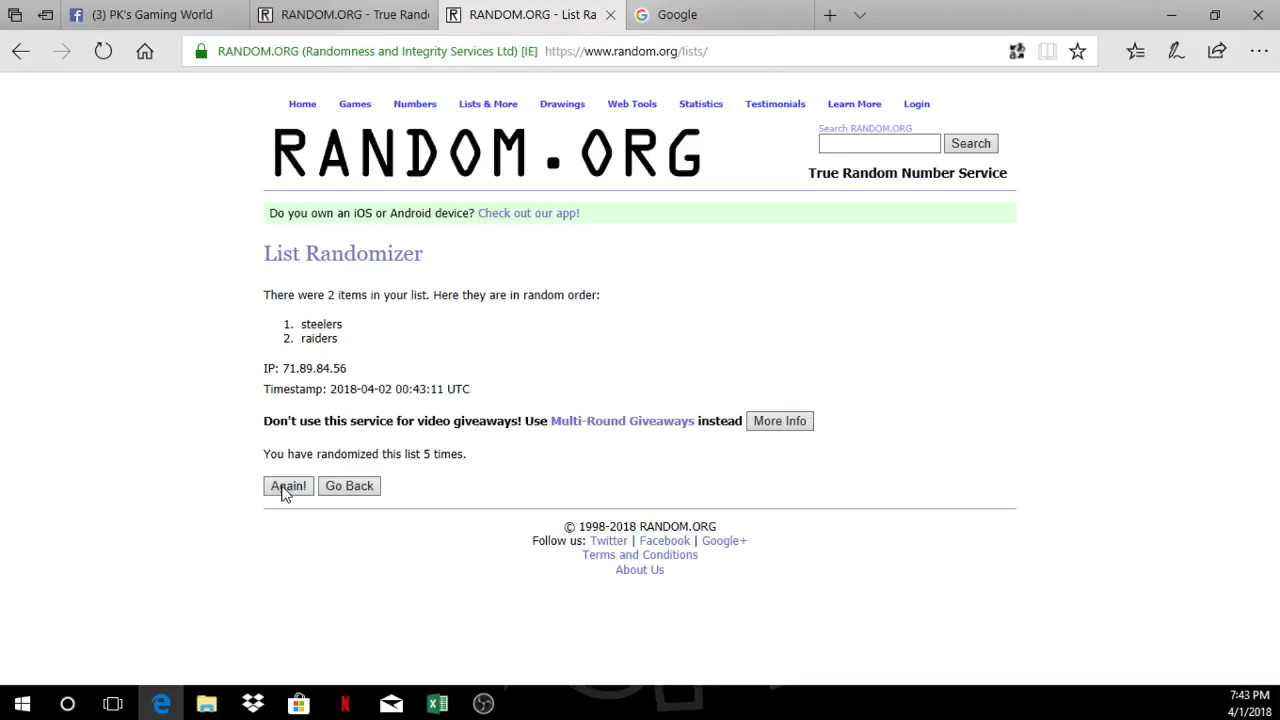 (3) PK's Gaming World
RANDOM.ORG - True Rando
RANDOM.ORG - List Ra
Google
RANDOM.ORG (Randomness and Integrity Services Ltd) [IE] https://www.random.org/lists/
Home Games Numbers Lists & More Drawings Web Tools Statistics Testimonials Learn More Login
RANDOM.ORG
Search RANDOM.ORG
Search
True Random Number Service
Do you own an iOS or Android device? Check out our app!
List Randomizer
There were 2 items in your list. Here they are in random order:
1. steelers
2. raiders
IP: 71.89.84.56
Timestamp: 2018-04-02 00:43:11 UTC
Don't use this service for video giveaways! Use Multi-Round Giveaways instead More Info
You have randomized this list 5 times.
Again! Go Back
© 1998-2018 RANDOM.ORG
Follow us: Twitter | Facebook | Google+
Terms and Conditions
About Us
7:43 PM
4/1/2018